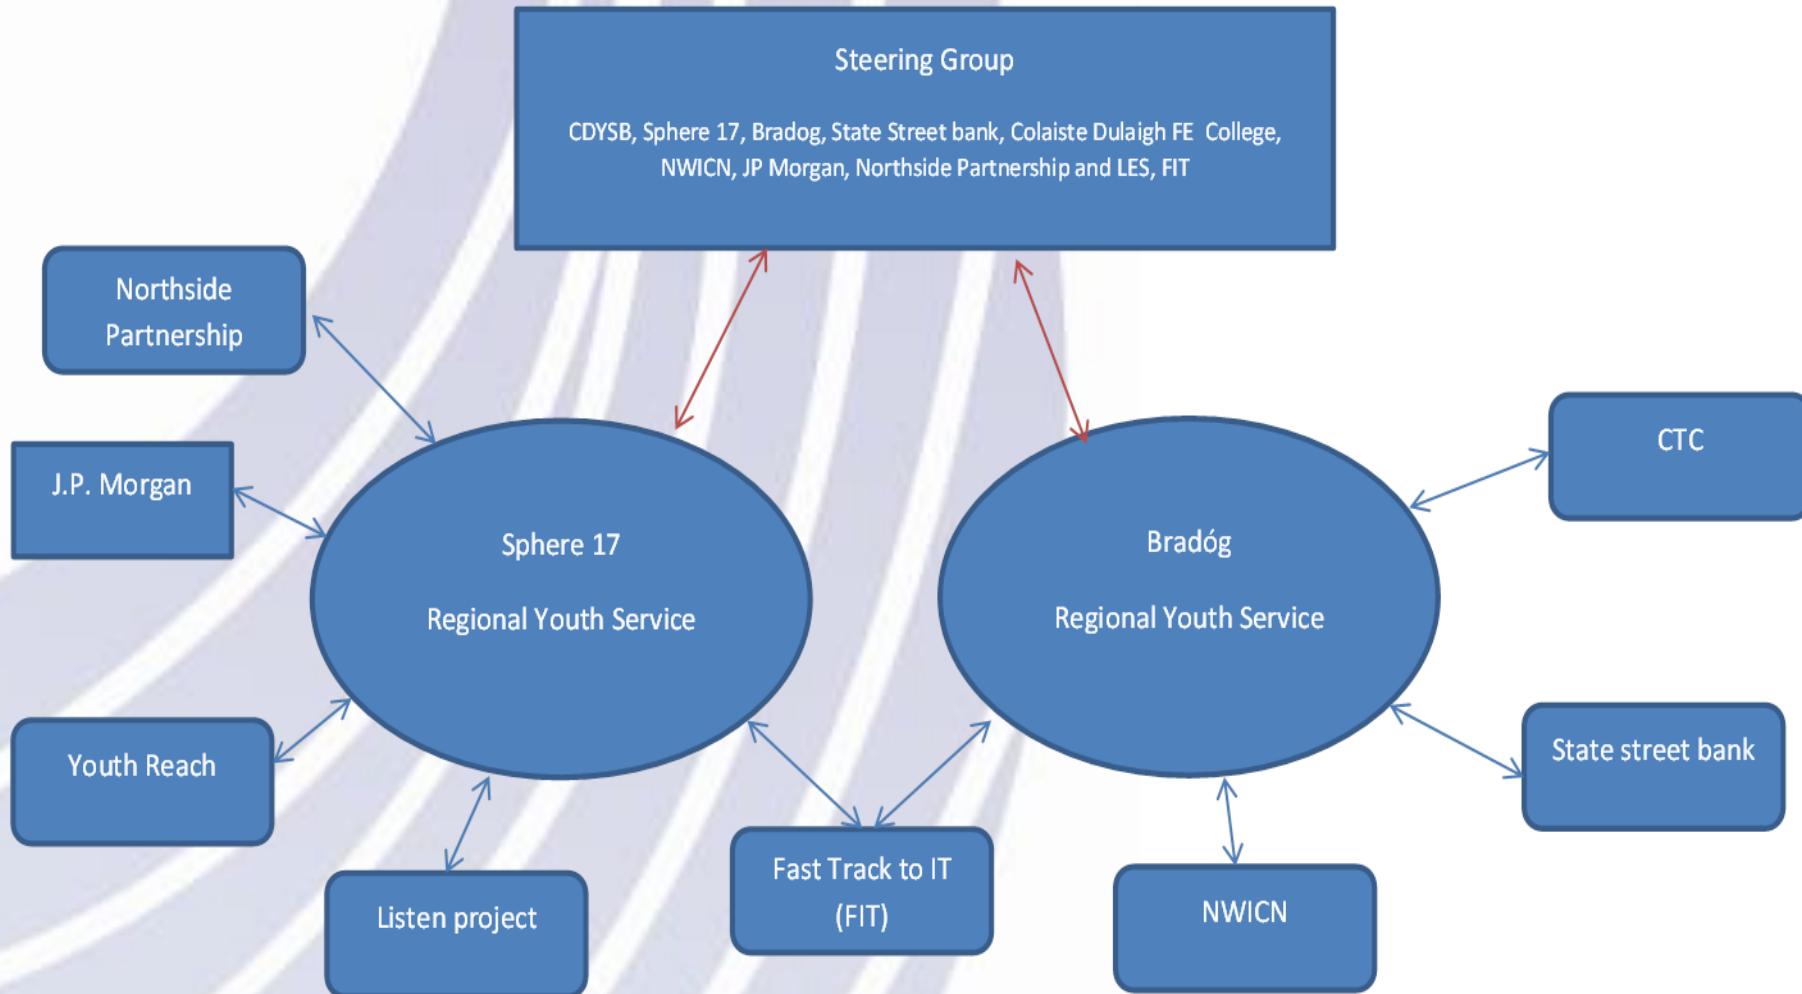 Steering Group
CDYSB, Sphere 17, Bradog, State Street bank, Colaiste Dulaigh FE College,
NWICN, JP Morgan, Northside Partnership and LES, FIT
Northside
Partnership
J.P. Morgan
CTC
Sphere 17
Regional Youth Service
Bradóg
Regional Youth Service
Youth Reach
State street bank
Listen project
Fast Track to IT
(FIT)
NWICN